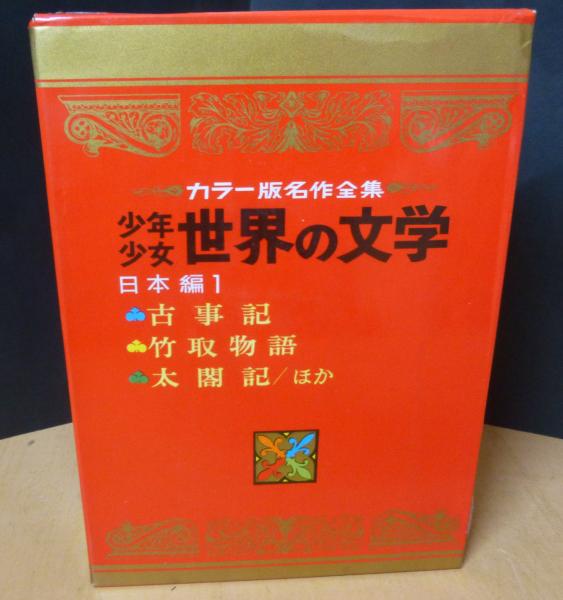 カラー版名作全集
少年少女世界の文学
日本編1
古事記
竹取物語
太閤記/ほか